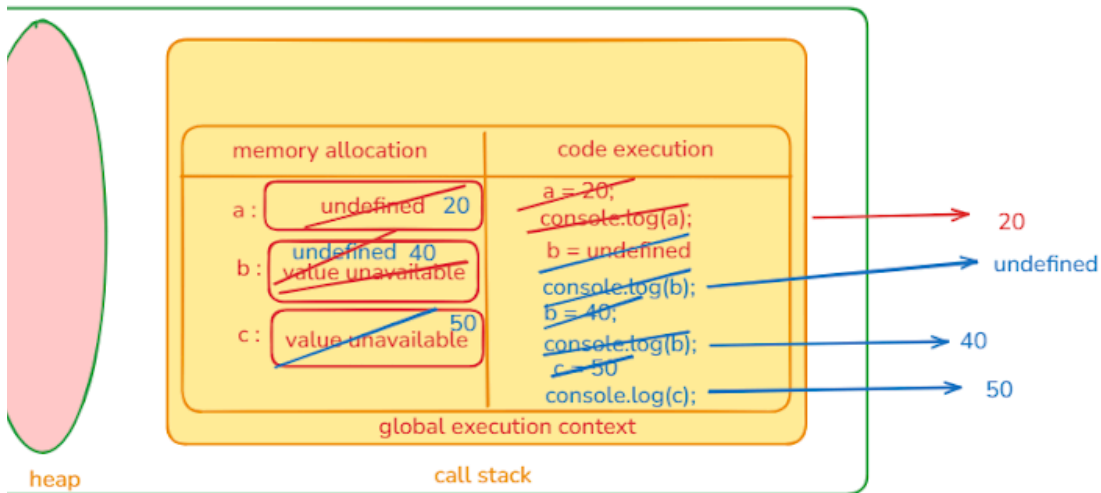 memory allocation
code execution
a :
undefined 20
b :
undefined 40
value unavailable
c :
50
value unavailable
a = 20;
console.log(a);
b = undefined
console.log(b);
b = 40;
console.log(b);
c = 50
console.log(c);
20
undefined
40
50
global execution context
call stack
heap